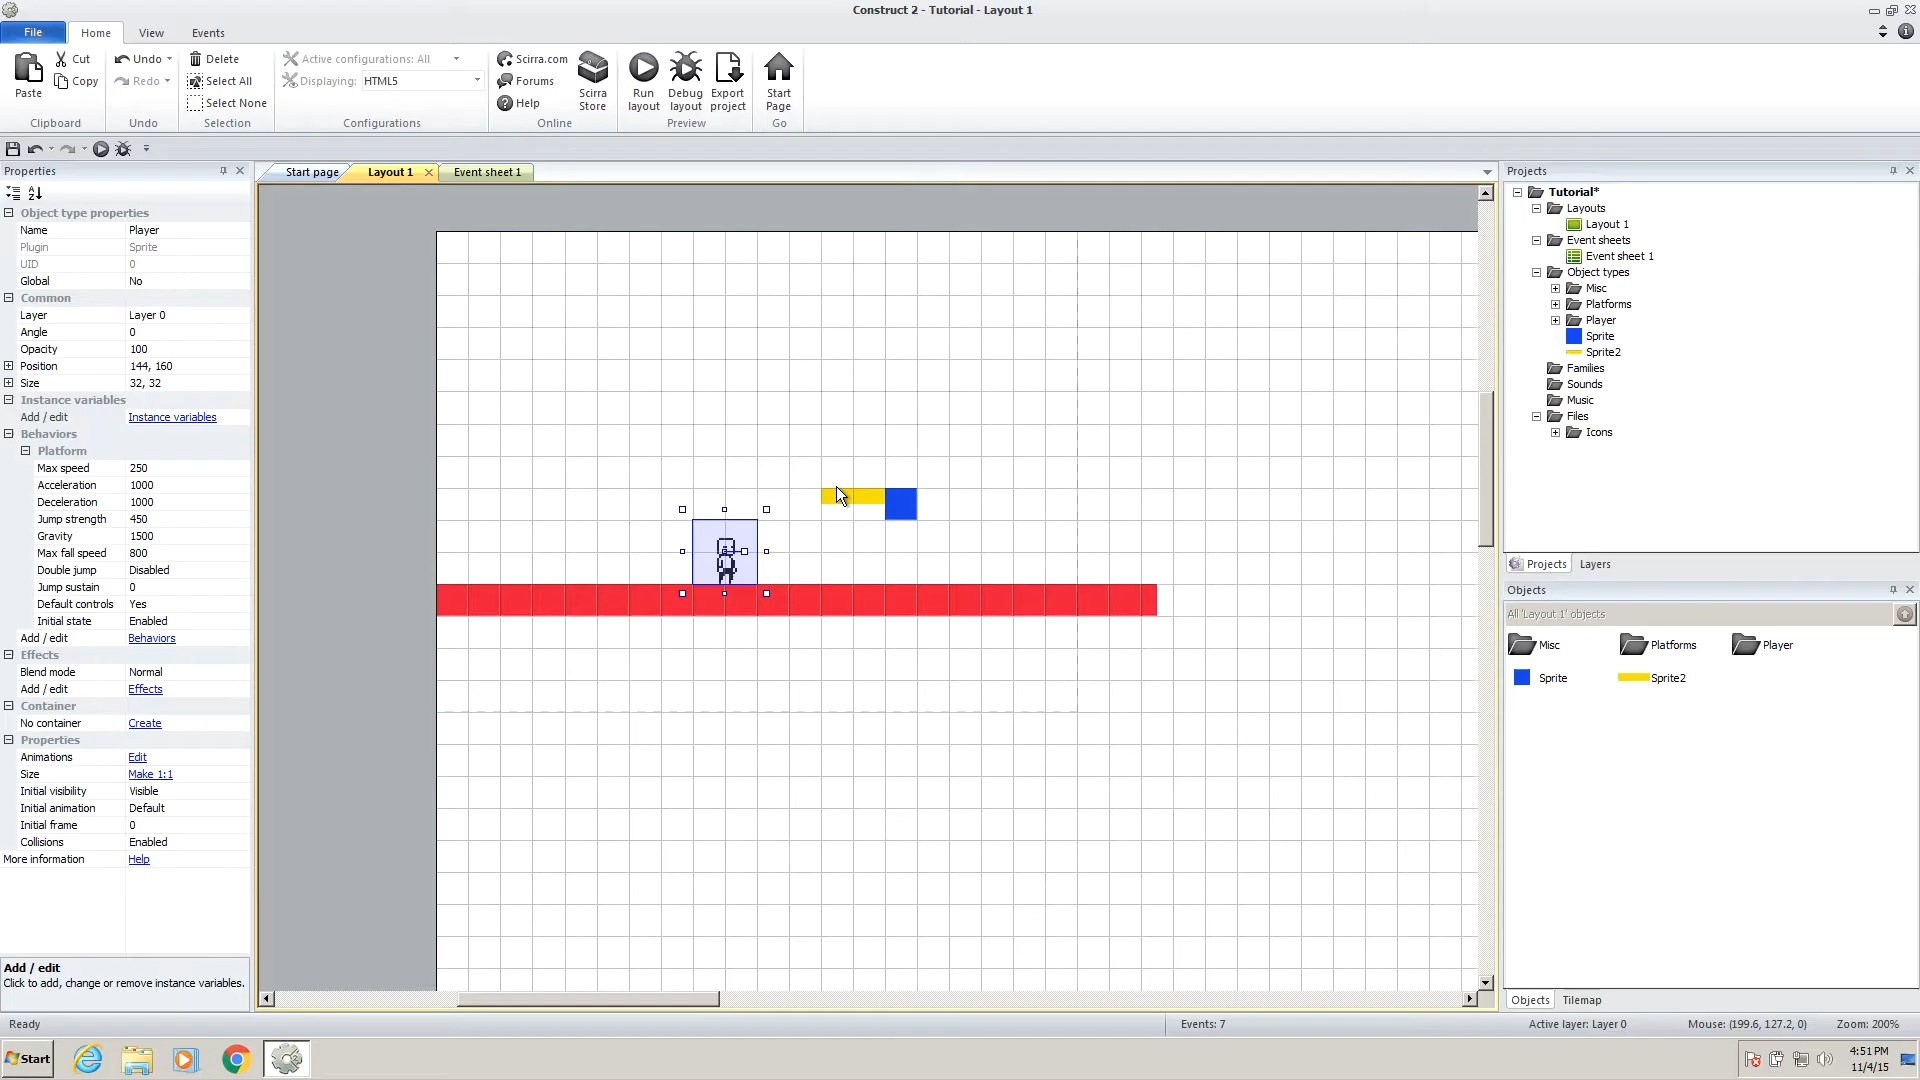 Construct 2 - Tutorial - Layout 1
File
Home
View
Events
Paste
Cut
Copy
Clipboard
Undo
Redo
Undo
Delete
Select All
Select None
Selection
Active configurations: All
Displaying: HTML5
Configurations
Scirra.com
Forums
Help
Scirra Store
Online
Run layout
Debug layout
Export project
Preview
Start Page
Go
Properties
Start page
Layout 1
Event sheet 1
Object type properties
Name Player
Plugin Sprite
UID 0
Global No
Common
Layer Layer 0
Angle 0
Opacity 100
Position 144, 160
Size 32, 32
Instance variables
Add / edit Instance variables
Behaviors
Platform
Max speed 250
Acceleration 1000
Deceleration 1000
Jump strength 450
Gravity 1500
Max fall speed 800
Double jump Disabled
Jump sustain 0
Default controls Yes
Initial state Enabled
Add / edit Behaviors
Effects
Blend mode Normal
Add / edit Effects
Container
No container Create
Properties
Animations Edit
Size Make 1:1
Initial visibility Visible
Initial animation Default
Initial frame 0
Collisions Enabled
More information Help
Add / edit
Click to add, change or remove instance variables.
Projects
Tutorial*
Layouts
Layout 1
Event sheets
Event sheet 1
Object types
Misc
Platforms
Player
Sprite
Sprite2
Families
Sounds
Music
Files
Icons
Projects
Layers
Objects
All 'Layout 1' objects
Misc
Platforms
Player
Sprite
Sprite2
Objects
Tilemap
Ready
Events: 7
Active layer: Layer 0
Mouse: (199.6, 127.2, 0)
Zoom: 200%
Start
4:51 PM
11/4/15